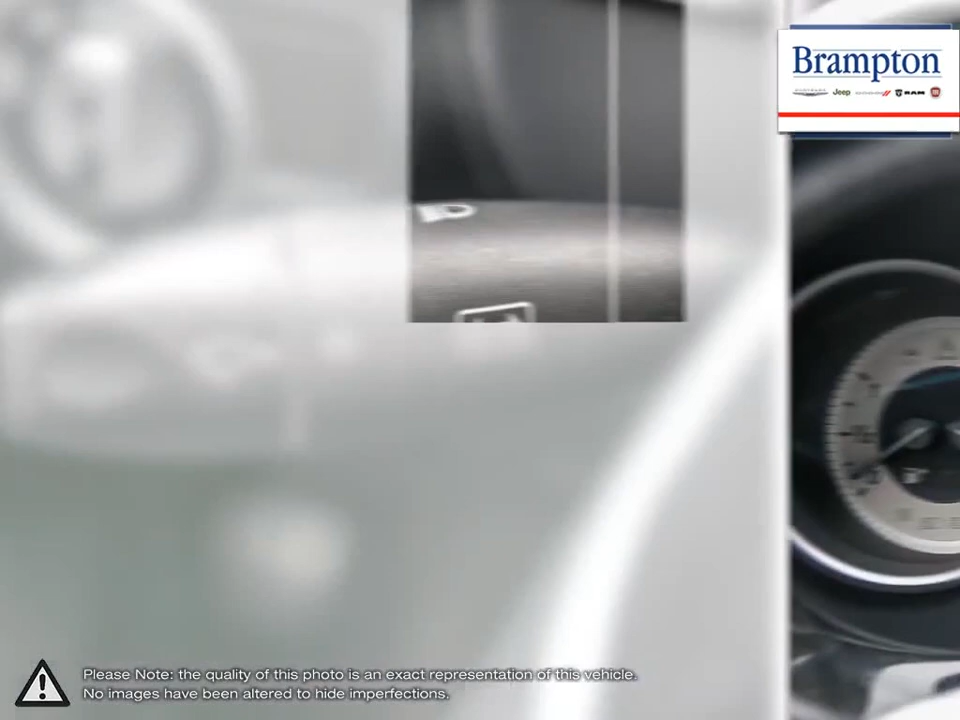 Brampton
Jeep
RAM
Please Note: the quality of this photo is an exact representation of this vehicle.
No images have been altered to hide imperfections.